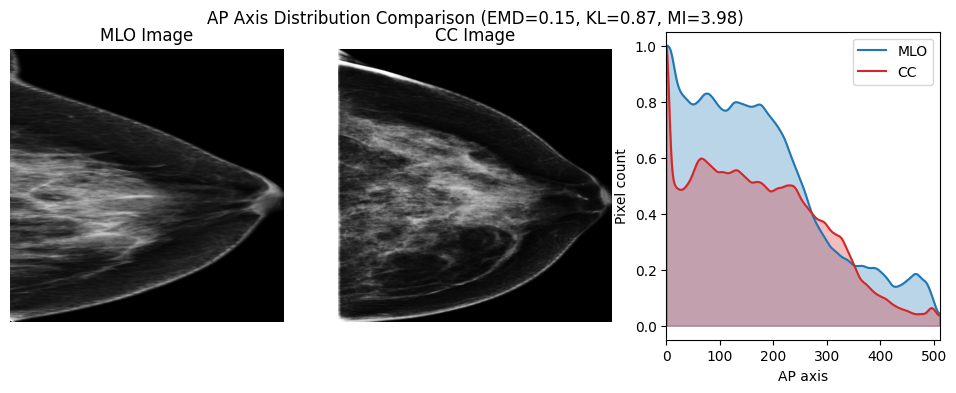 AP Axis Distribution Comparison (EMD=0.15, KL=0.87, MI=3.98)
MLO Image
CC Image
MLO
CC
Pixel count
1.0
0.8
0.6
0.4
0.2
0.0
0 100 200 300 400 500
AP axis